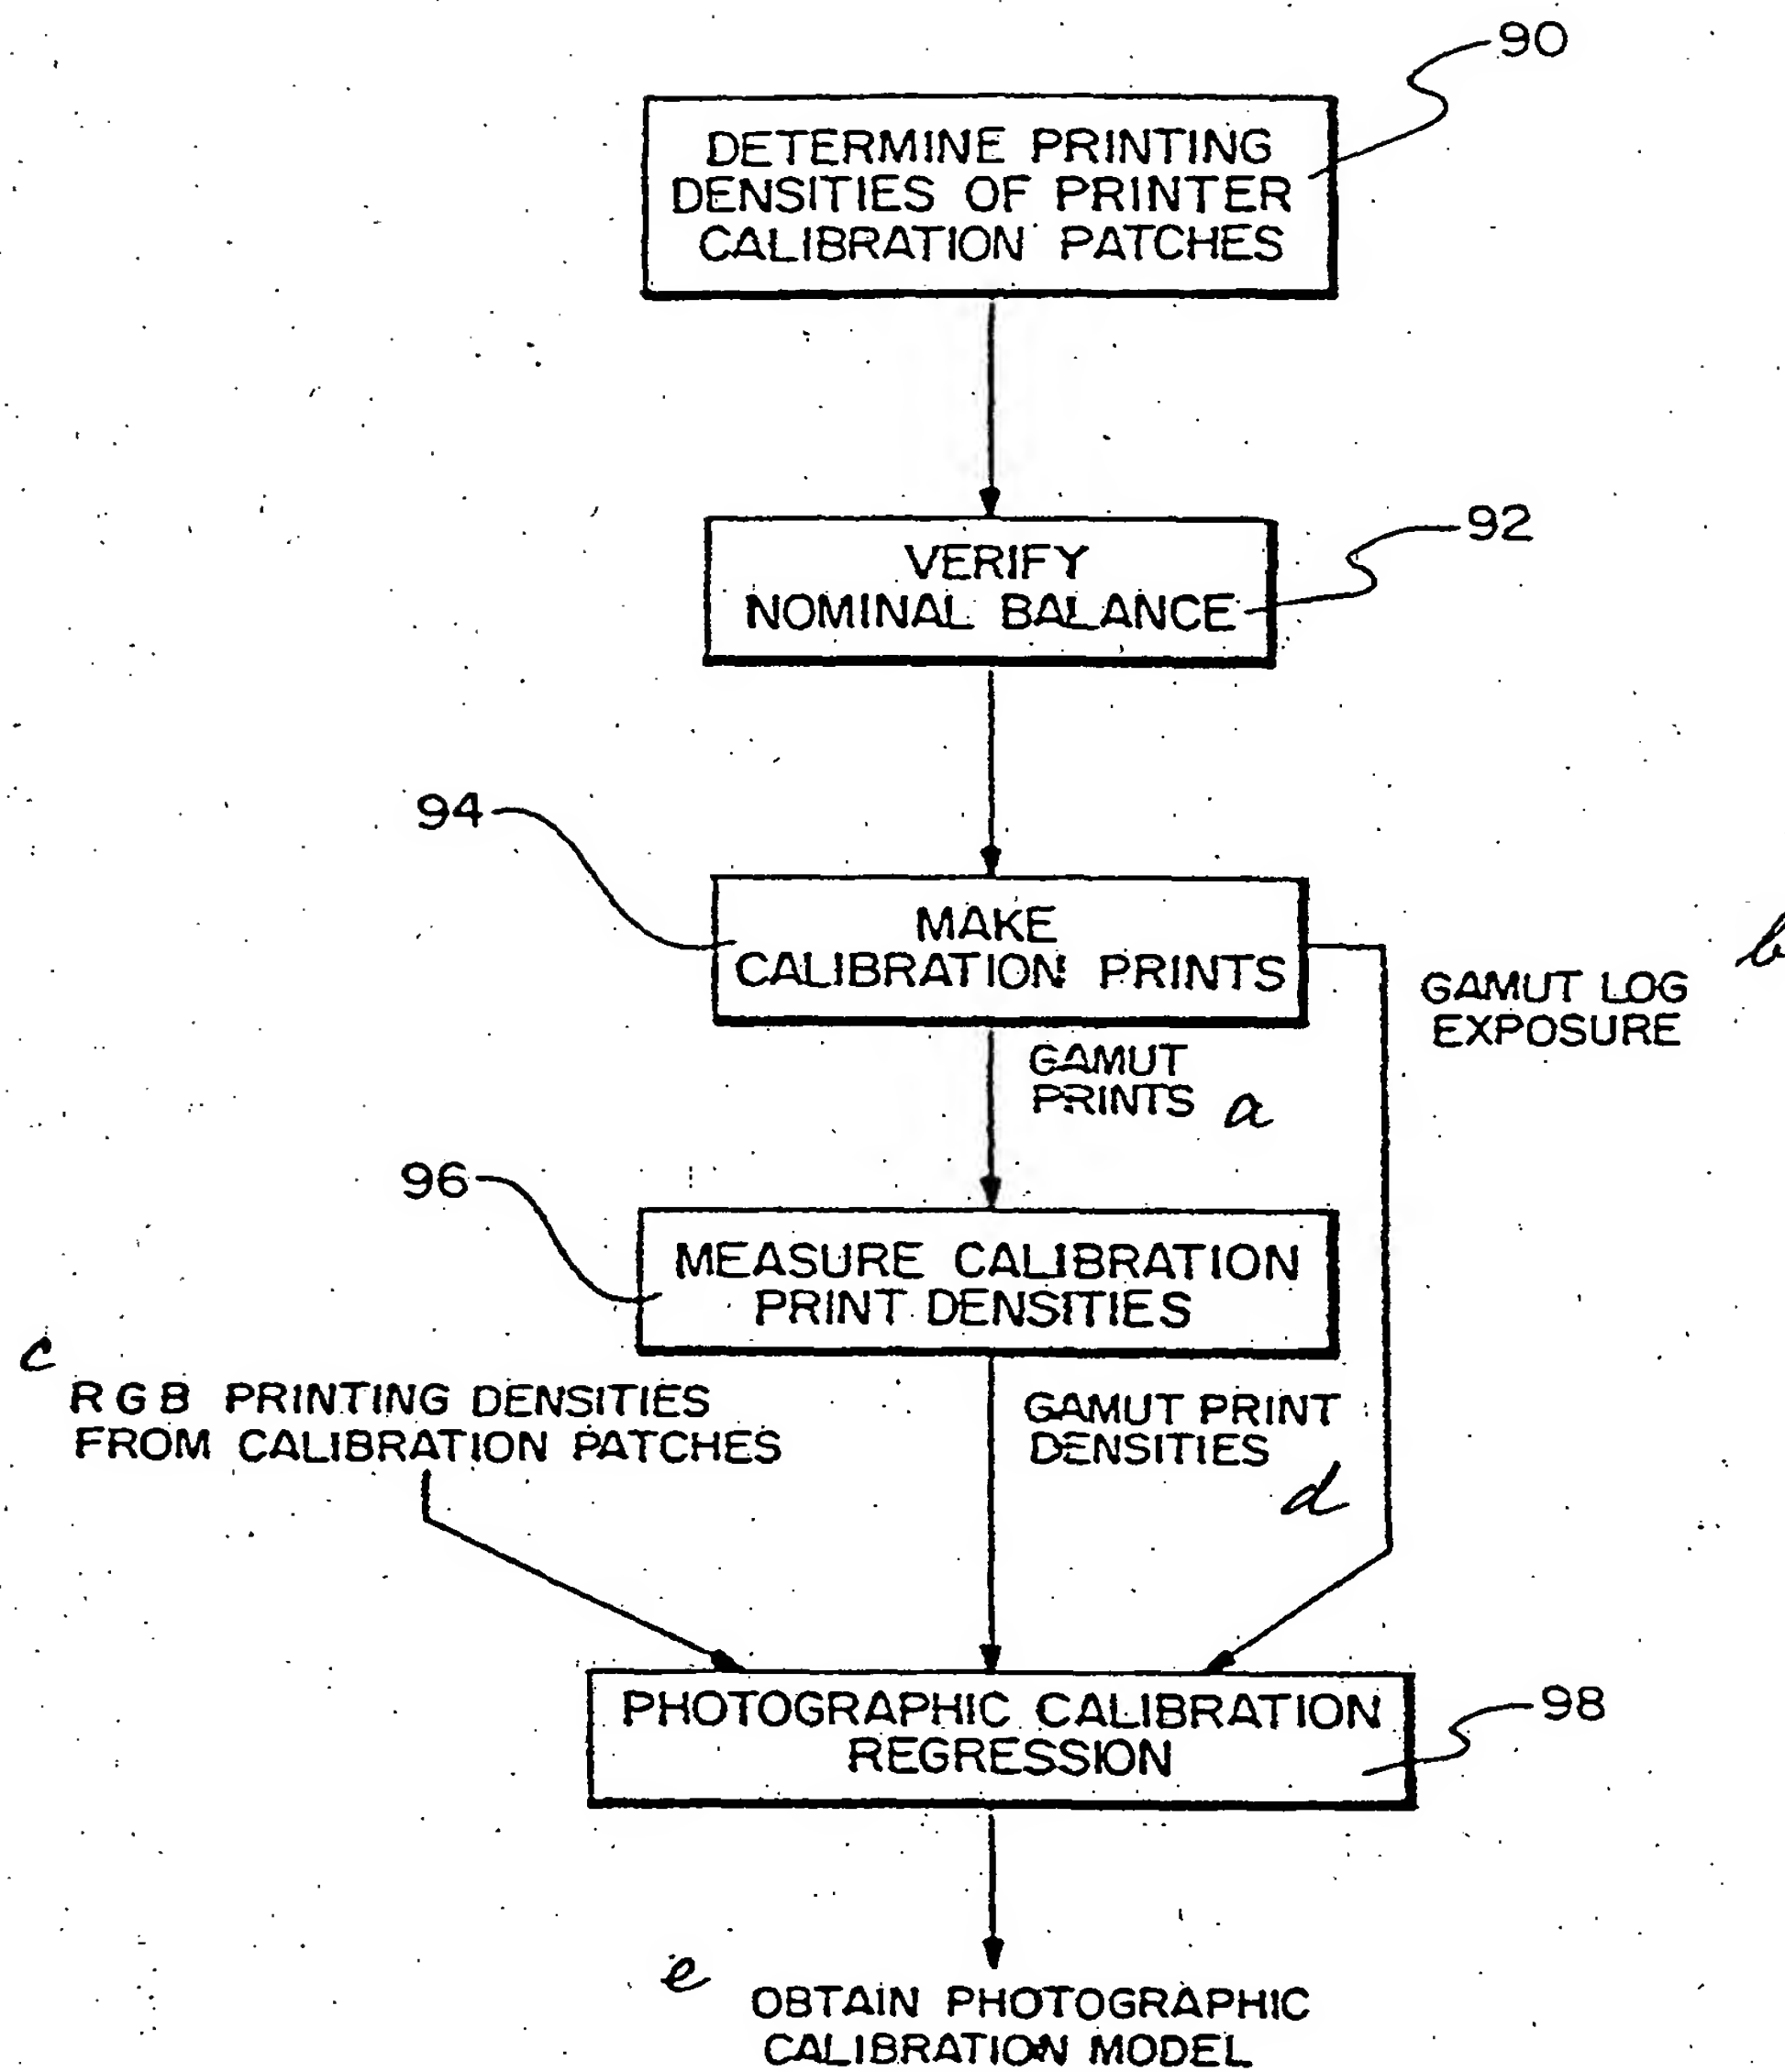 90
DETERMINE PRINTING
DENSITIES OF PRINTER
CALIBRATION PATCHES
92
VERIFY
NOMINAL BALANCE
94
MAKE
CALIBRATION PRINTS
b
GAMUT LOG
EXPOSURE
GAMUT
PRINTS a
96
MEASURE CALIBRATION
PRINT DENSITIES
c
R G B PRINTING DENSITIES
FROM CALIBRATION PATCHES
GAMUT PRINT
DENSITIES
d
PHOTOGRAPHIC CALIBRATION
REGRESSION
98
e
OBTAIN PHOTOGRAPHIC
CALIBRATION MODEL